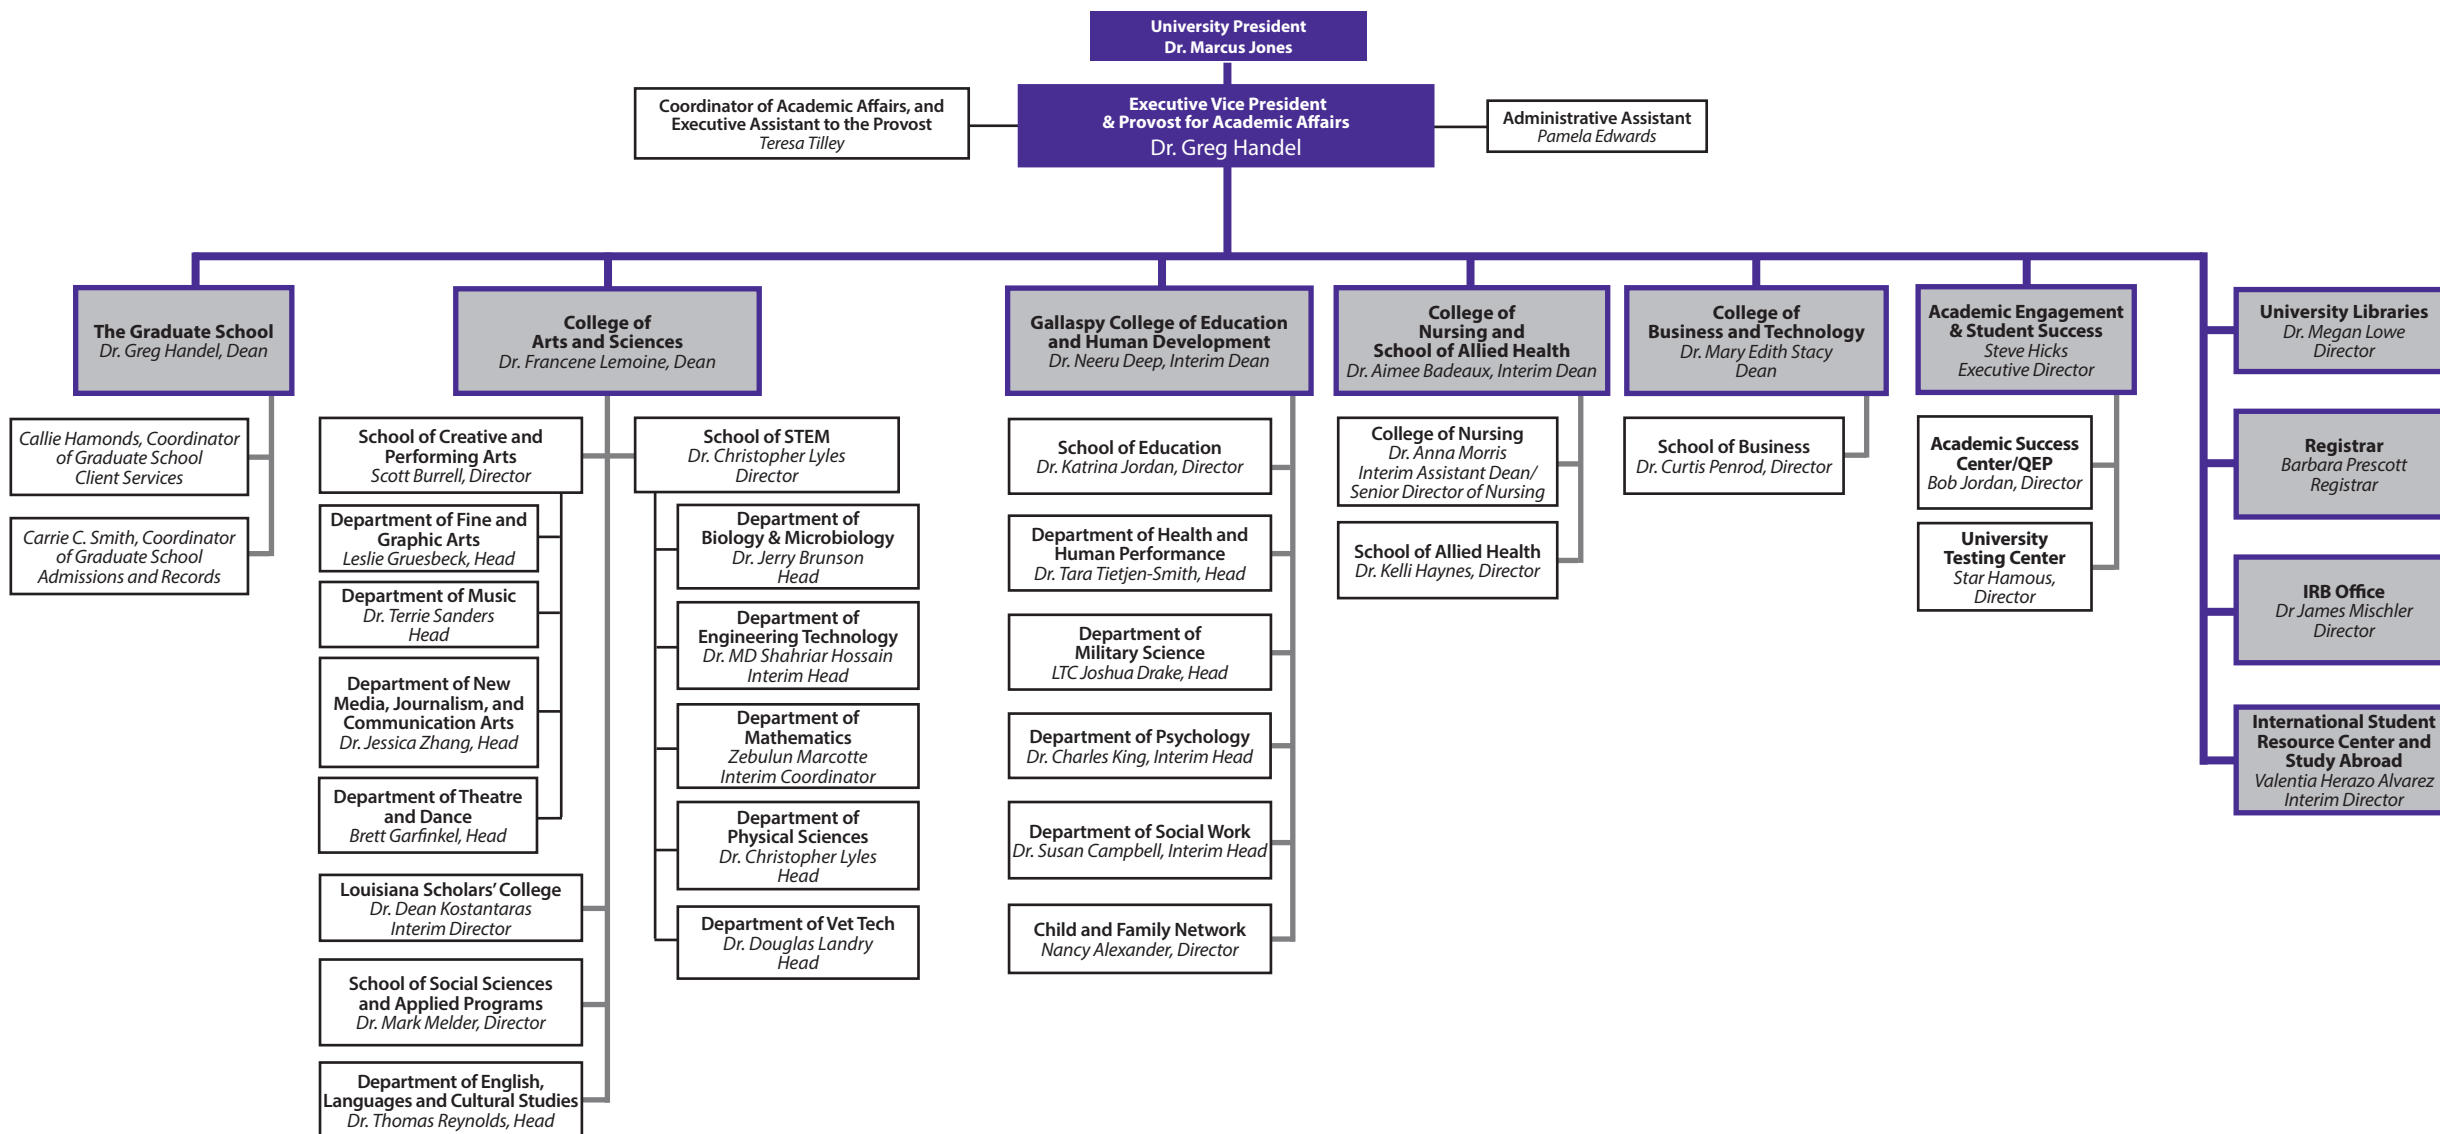 University President
Dr. Marcus Jones
Coordinator of Academic Affairs, and
Executive Assistant to the Provost
Teresa Tilley
Executive Vice President
& Provost for Academic Affairs
Dr. Greg Handel
Administrative Assistant
Pamela Edwards
The Graduate School
Dr. Greg Handel, Dean
Callie Hamonds, Coordinator
of Graduate School
Client Services
Carrie C. Smith, Coordinator
of Graduate School
Admissions and Records
College of
Arts and Sciences
Dr. Francene Lemoine, Dean
School of Creative and
Performing Arts
Scott Burrell, Director
Department of Fine and
Graphic Arts
Leslie Gruesbeck, Head
Department of Music
Dr. Terrie Sanders
Head
Department of New
Media, Journalism, and
Communication Arts
Dr. Jessica Zhang, Head
Department of Theatre
and Dance
Brett Garfinkel, Head
Louisiana Scholars' College
Dr. Dean Kostantaras
Interim Director
School of Social Sciences
and Applied Programs
Dr. Mark Melder, Director
Department of English,
Languages and Cultural Studies
Dr. Thomas Reynolds, Head
School of STEM
Dr. Christopher Lyles
Director
Department of
Biology & Microbiology
Dr. Jerry Brunson
Head
Department of
Engineering Technology
Dr. MD Shahriar Hossain
Interim Head
Department of
Mathematics
Zebulun Marcotte
Interim Coordinator
Department of
Physical Sciences
Dr. Christopher Lyles
Head
Department of Vet Tech
Dr. Douglas Landry
Head
Gallaspy College of Education
and Human Development
Dr. Neeru Deep, Interim Dean
School of Education
Dr. Katrina Jordan, Director
Department of Health and
Human Performance
Dr. Tara Tietjen-Smith, Head
Department of
Military Science
LTC Joshua Drake, Head
Department of Psychology
Dr. Charles King, Interim Head
Department of Social Work
Dr. Susan Campbell, Interim Head
Child and Family Network
Nancy Alexander, Director
College of
Nursing and
School of Allied Health
Dr. Aimee Badeaux, Interim Dean
College of Nursing
Dr. Anna Morris
Interim Assistant Dean/
Senior Director of Nursing
School of Allied Health
Dr. Kelli Haynes, Director
College of
Business and Technology
Dr. Mary Edith Stacy
Dean
School of Business
Dr. Curtis Penrod, Director
Academic Engagement
& Student Success
Steve Hicks
Executive Director
Academic Success
Center/QEP
Bob Jordan, Director
University
Testing Center
Star Hamous,
Director
University Libraries
Dr. Megan Lowe
Director
Registrar
Barbara Prescott
Registrar
IRB Office
Dr James Mischler
Director
International Student
Resource Center and
Study Abroad
Valentia Herazo Alvarez
Interim Director